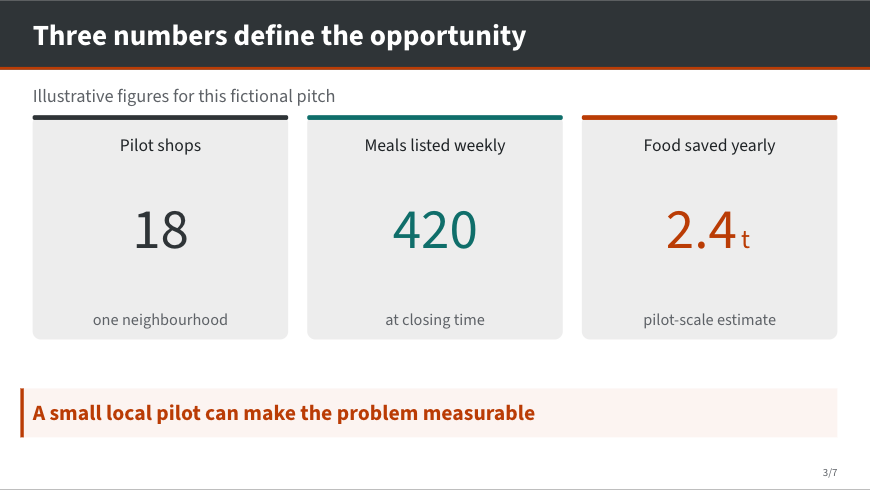 Three numbers define the opportunity
Illustrative figures for this fictional pitch
Pilot shops
18
one neighbourhood
Meals listed weekly
420
at closing time
Food saved yearly
2.4 t
pilot-scale estimate
A small local pilot can make the problem measurable
3/7